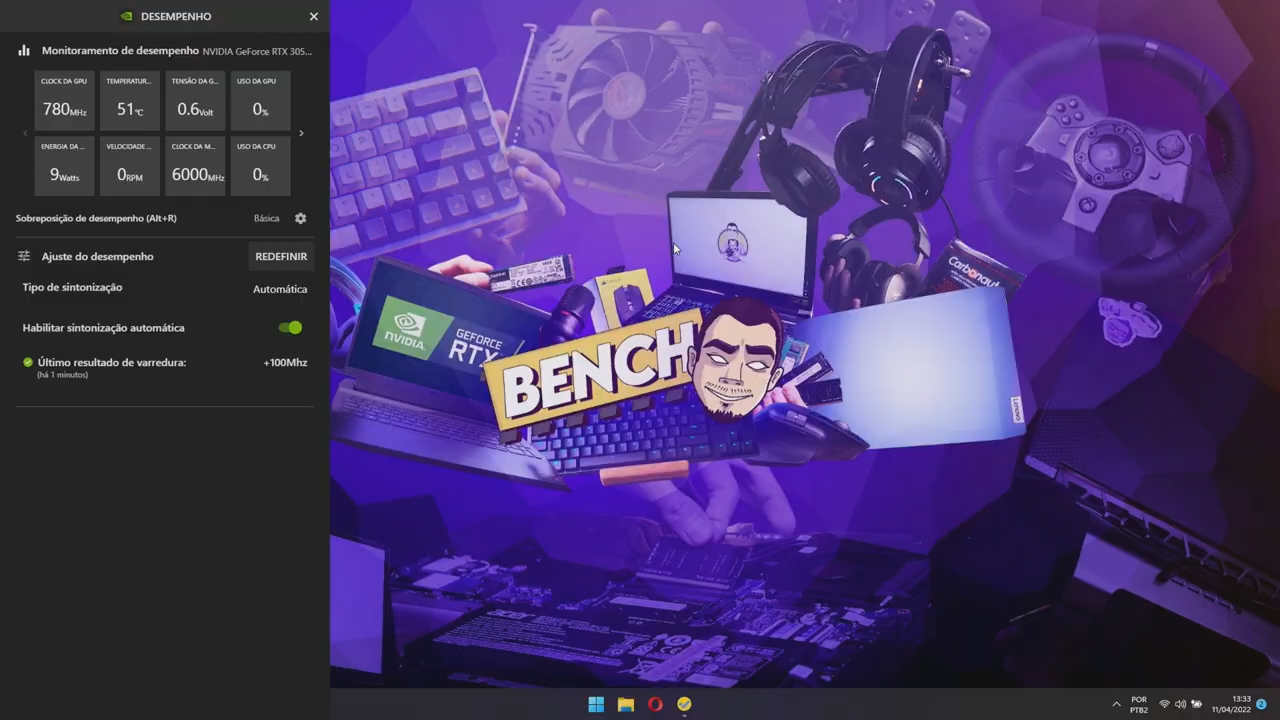 DESEMPENHO
Monitoramento de desempenho NVIDIA GeForce RTX 305...
CLOCK DA GPU
780MHz
TEMPERATUR...
51°C
TENSÃO DA G...
0.6Volt
USO DA GPU
0%
ENERGIA DA ...
9Watts
VELOCIDADE ...
0RPM
CLOCK DA M...
6000MHz
USO DA CPU
0%
Sobreposição de desempenho (Alt+R) Básica
Ajuste do desempenho REDEFINIR
Tipo de sintonização Automática
Habilitar sintonização automática
Último resultado de varredura: +100Mhz
(há 1 minutos)
Carbonaut
NVIDIA
GEFORCE
RTX
BENCH
Lenovo
POR
PTB2
13:33
11/04/2022
2